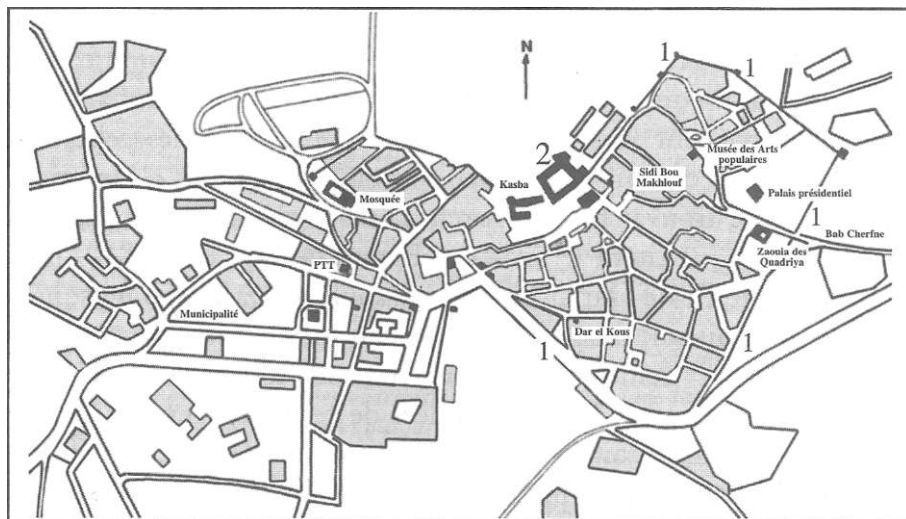 N
1
1
2
Musée des Arts
populaires
Kasba
Sidi Bou
Makhlouf
Mosquée
Palais présidentiel
1
Bab Cherfne
Zaouia des
Quadriya
PTT
Municipalité
Dar el Kous
1
1